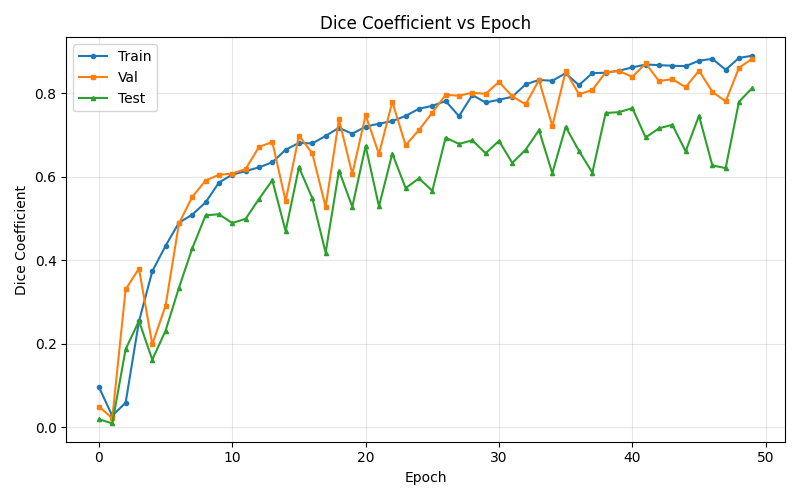 Dice Coefficient vs Epoch
Train
Val
Test
Dice Coefficient
0.8
0.6
0.4
0.2
0.0
0 10 20 30 40 50
Epoch